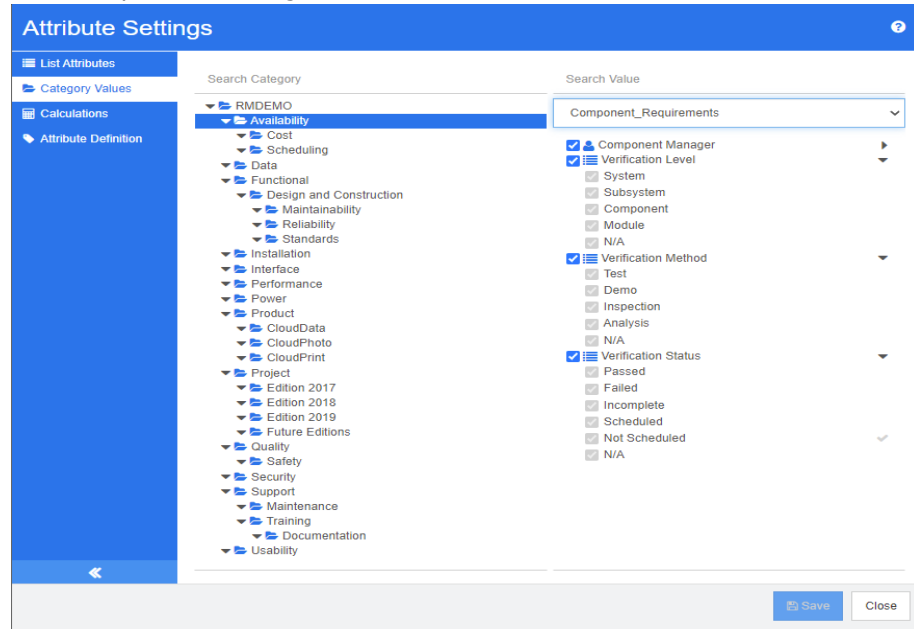 Attribute Settings
List Attributes
Category Values
Calculations
Attribute Definition
Search Category
RMDEMO
Availability
Cost
Scheduling
Data
Functional
Design and Construction
Maintainability
Reliability
Standards
Installation
Interface
Performance
Power
Product
CloudData
CloudPhoto
CloudPrint
Project
Edition 2017
Edition 2018
Edition 2019
Future Editions
Quality
Safety
Security
Support
Maintenance
Training
Documentation
Usability
Search Value
Component_Requirements
Component Manager
Verification Level
System
Subsystem
Component
Module
N/A
Verification Method
Test
Demo
Inspection
Analysis
N/A
Verification Status
Passed
Failed
Incomplete
Scheduled
Not Scheduled
N/A
Save
Close